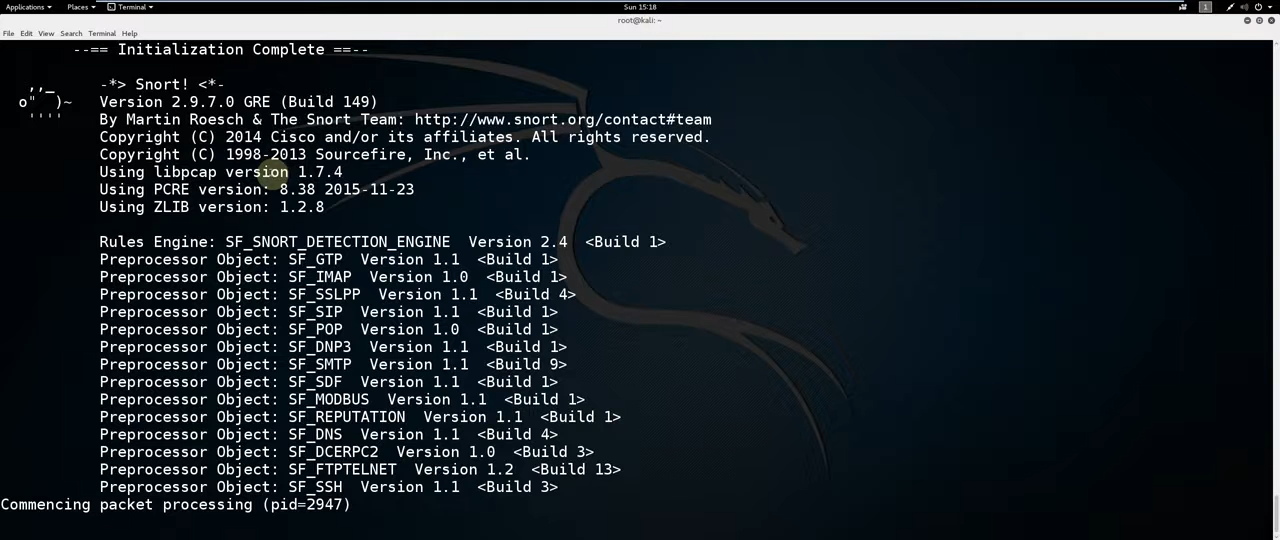 Applications Places Terminal Sun 15:18 1
root@kali: ~
File Edit View Search Terminal Help
--== Initialization Complete ==--
,,_ -*> Snort! <*-
o" )~ Version 2.9.7.0 GRE (Build 149)
'''' By Martin Roesch & The Snort Team: http://www.snort.org/contact#team
Copyright (C) 2014 Cisco and/or its affiliates. All rights reserved.
Copyright (C) 1998-2013 Sourcefire, Inc., et al.
Using libpcap version 1.7.4
Using PCRE version: 8.38 2015-11-23
Using ZLIB version: 1.2.8
Rules Engine: SF_SNORT_DETECTION_ENGINE Version 2.4 <Build 1>
Preprocessor Object: SF_GTP Version 1.1 <Build 1>
Preprocessor Object: SF_IMAP Version 1.0 <Build 1>
Preprocessor Object: SF_SSLPP Version 1.1 <Build 4>
Preprocessor Object: SF_SIP Version 1.1 <Build 1>
Preprocessor Object: SF_POP Version 1.0 <Build 1>
Preprocessor Object: SF_DNP3 Version 1.1 <Build 1>
Preprocessor Object: SF_SMTP Version 1.1 <Build 9>
Preprocessor Object: SF_SDF Version 1.1 <Build 1>
Preprocessor Object: SF_MODBUS Version 1.1 <Build 1>
Preprocessor Object: SF_REPUTATION Version 1.1 <Build 1>
Preprocessor Object: SF_DNS Version 1.1 <Build 4>
Preprocessor Object: SF_DCERPC2 Version 1.0 <Build 3>
Preprocessor Object: SF_FTPTELNET Version 1.2 <Build 13>
Preprocessor Object: SF_SSH Version 1.1 <Build 3>
Commencing packet processing (pid=2947)